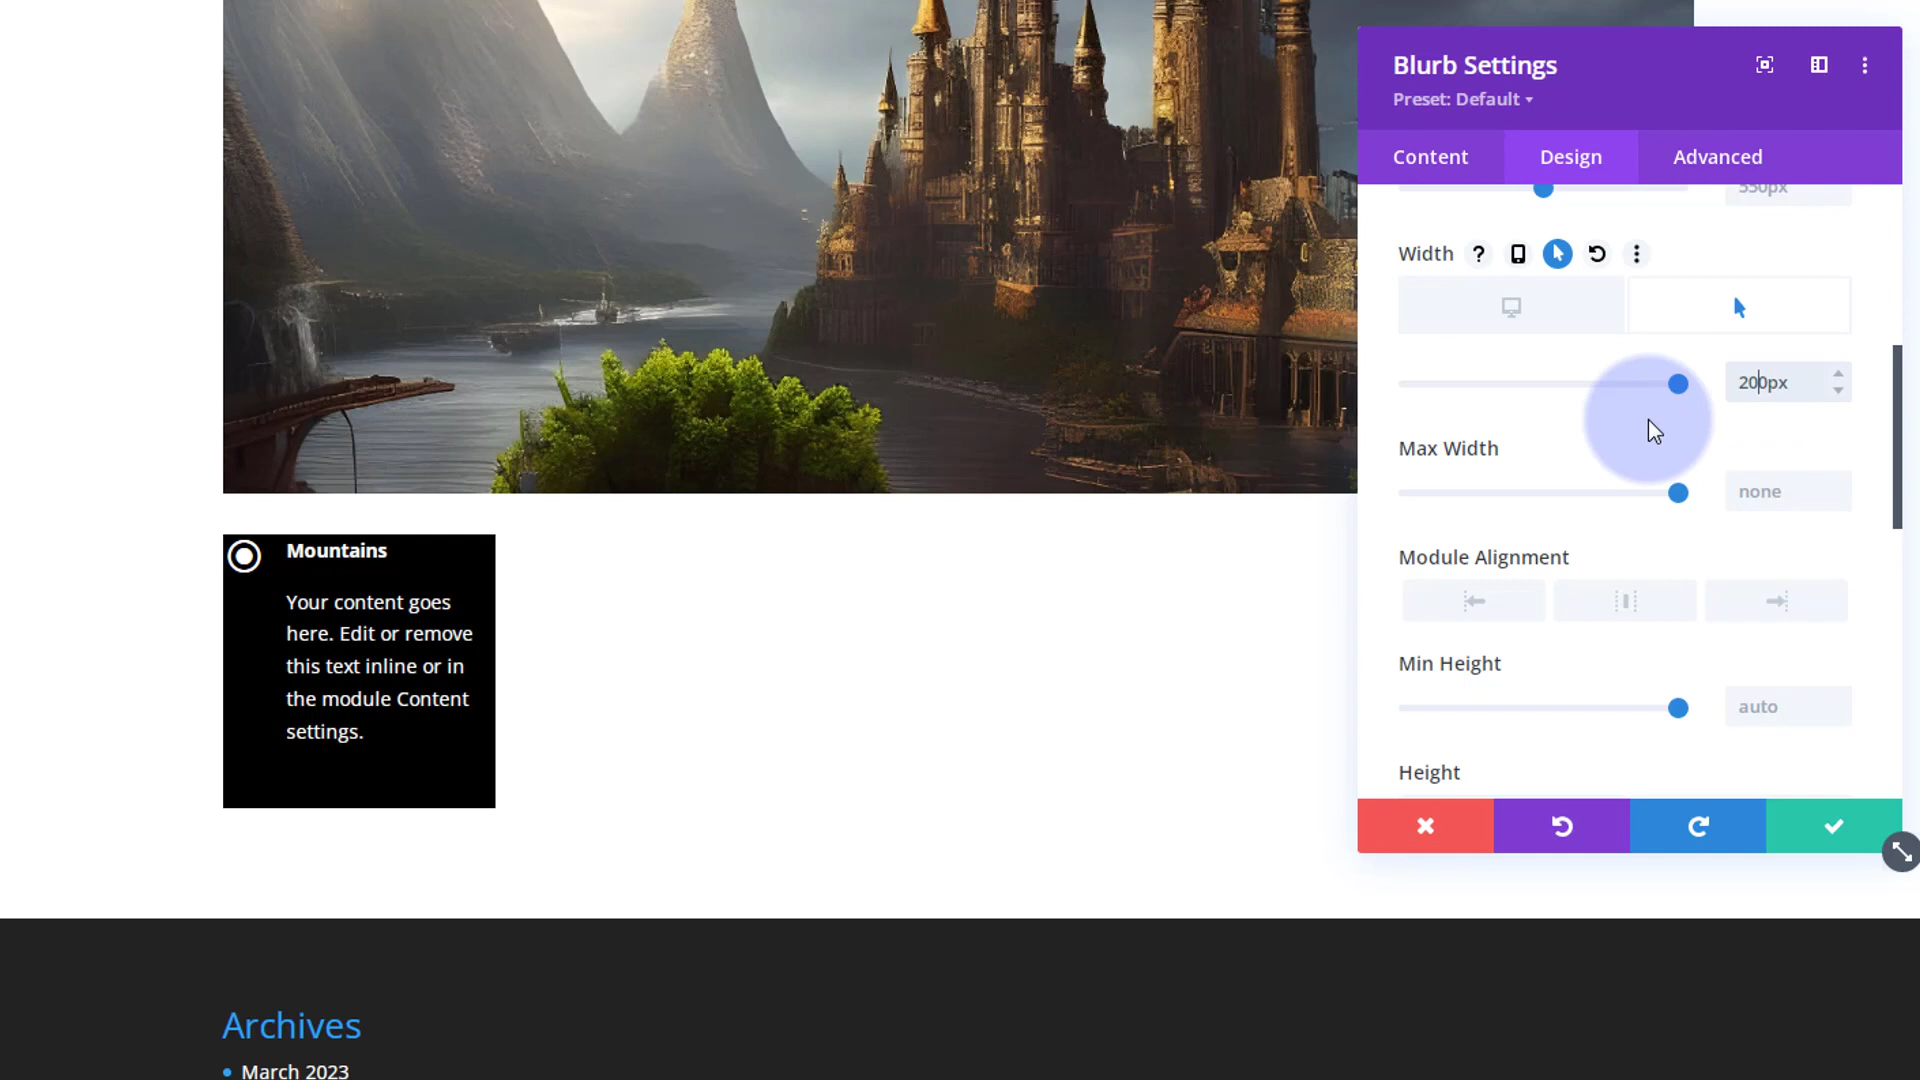 Blurb Settings
Preset: Default
Content
Design
Advanced
550px
Width
?
200px
Max Width
none
Module Alignment
Min Height
auto
Height
Mountains
Your content goes
here. Edit or remove
this text inline or in
the module Content
settings.
Archives
March 2023